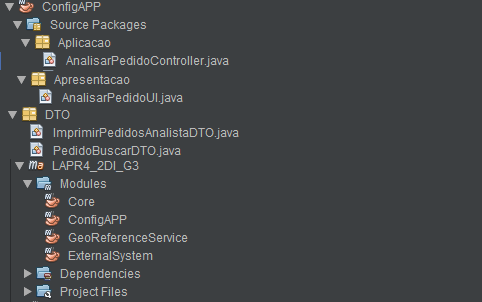 ConfigAPP
Source Packages
Aplicacao
AnalisarPedidoController.java
Apresentacao
AnalisarPedidoUI.java
DTO
ImprimirPedidosAnalistaDTO.java
PedidoBuscarDTO.java
LAPR4_2DI_G3
Modules
Core
ConfigAPP
GeoReferenceService
ExternalSystem
Dependencies
Project Files